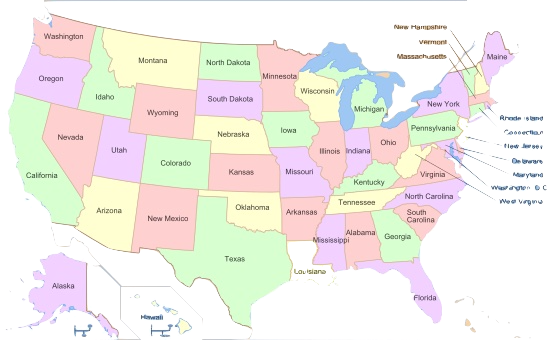 New Hampshire
Vermont
Massachusetts
Washington
Montana
North Dakota
Minnesota
Maine
Oregon
Idaho
South Dakota
Wisconsin
Michigan
New York
Wyoming
Nebraska
Iowa
Pennsylvania
Rhode Island
Connecticut
New Jersey
Delaware
Maryland
Washington D C
West Virginia
Nevada
Utah
Colorado
Kansas
Missouri
Illinois
Indiana
Ohio
Virginia
Kentucky
California
Arizona
New Mexico
Oklahoma
Arkansas
Tennessee
North Carolina
South
Carolina
Texas
Louisiana
Mississippi
Alabama
Georgia
Florida
Alaska
Hawaii